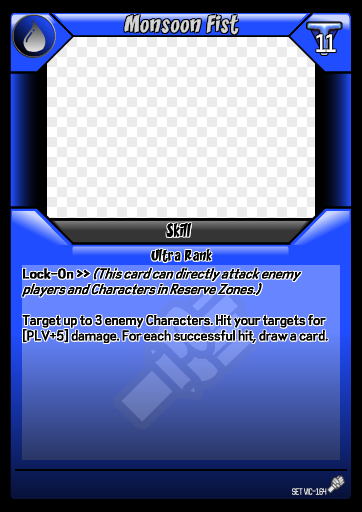 Monsoon Fist
11
Skill
Ultra Rank
Lock-On >> (This card can directly attack enemy
players and Characters in Reserve Zones.)
Target up to 3 enemy Characters. Hit your targets for
[PLV+5] damage. For each successful hit, draw a card.
SET VIC-164